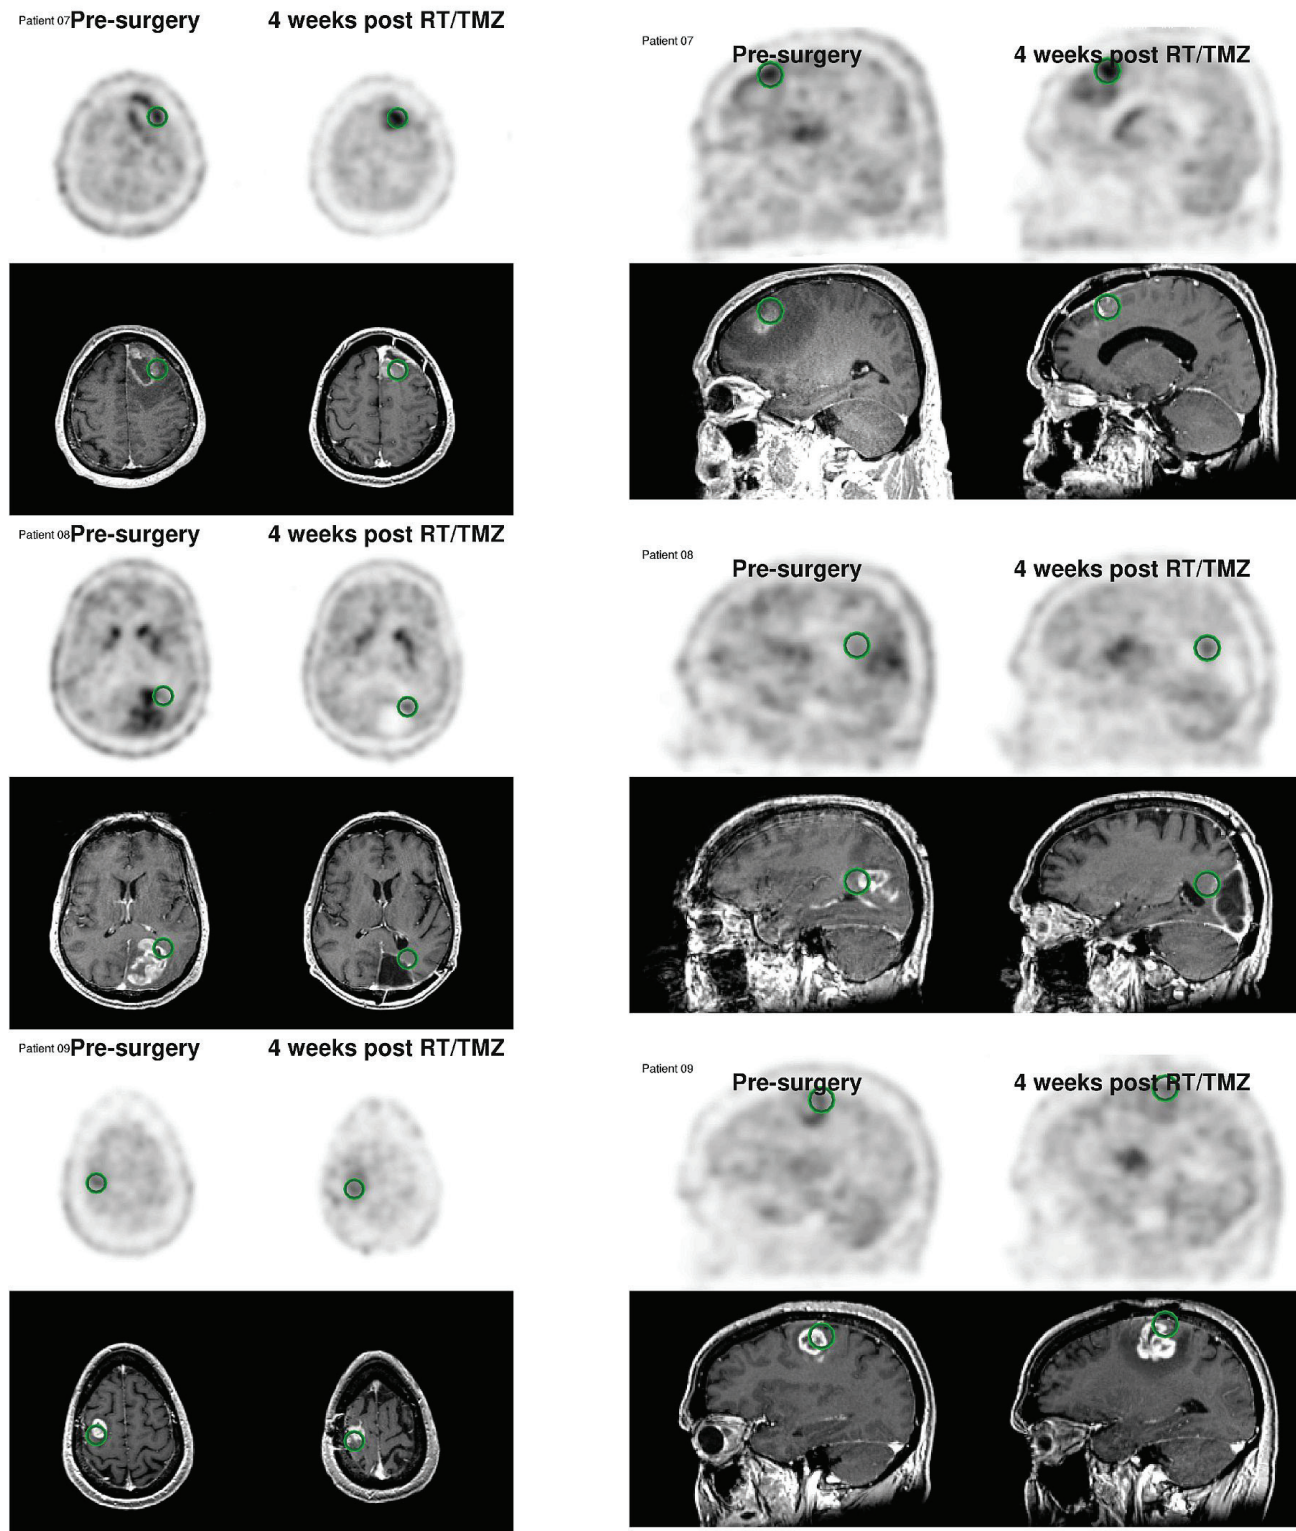 Patient 07 Pre-surgery 4 weeks post RT/TMZ
Patient 07
Pre-surgery 4 weeks post RT/TMZ
Patient 08 Pre-surgery 4 weeks post RT/TMZ
Patient 08
Pre-surgery 4 weeks post RT/TMZ
Patient 09 Pre-surgery 4 weeks post RT/TMZ
Patient 09
Pre-surgery 4 weeks post RT/TMZ